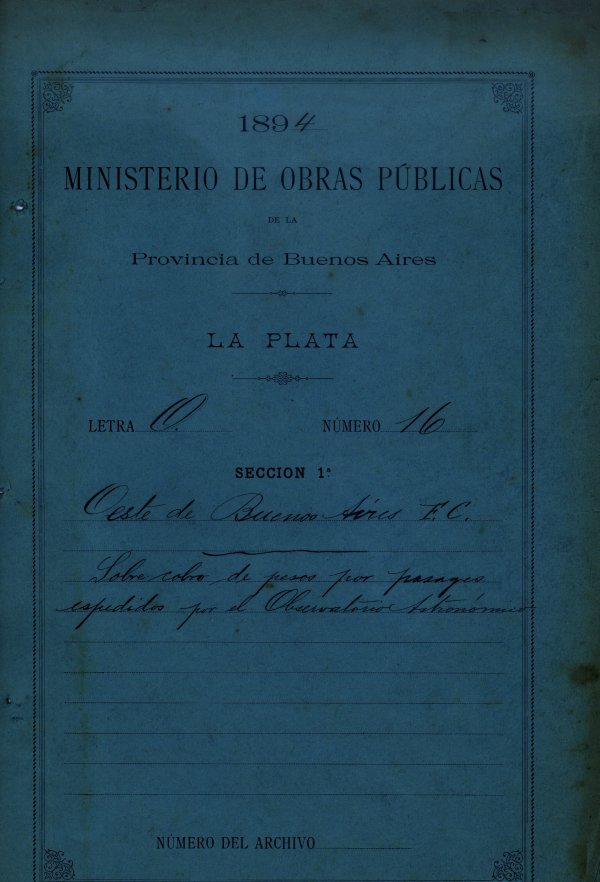 1894
MINISTERIO DE OBRAS PÚBLICAS
DE LA
Provincia de Buenos Aires
LA PLATA
LETRA O. NÚMERO 16
SECCION 1ª
Oeste de Buenos Aires F. C.
Sobre cobro de pesos por pasages
espedidos por el Observatorio Astronómico
NÚMERO DEL ARCHIVO